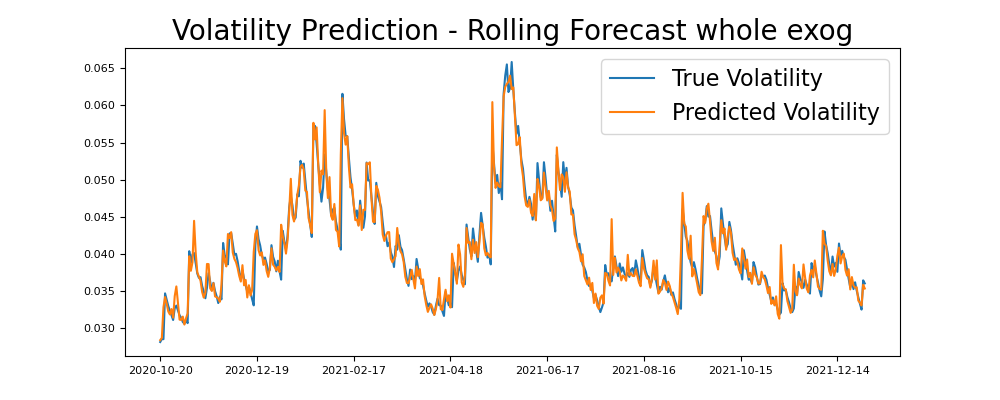 Volatility Prediction - Rolling Forecast whole exog
True Volatility
Predicted Volatility
0.065
0.060
0.055
0.050
0.045
0.040
0.035
0.030
2020-10-20 2020-12-19 2021-02-17 2021-04-18 2021-06-17 2021-08-16 2021-10-15 2021-12-14